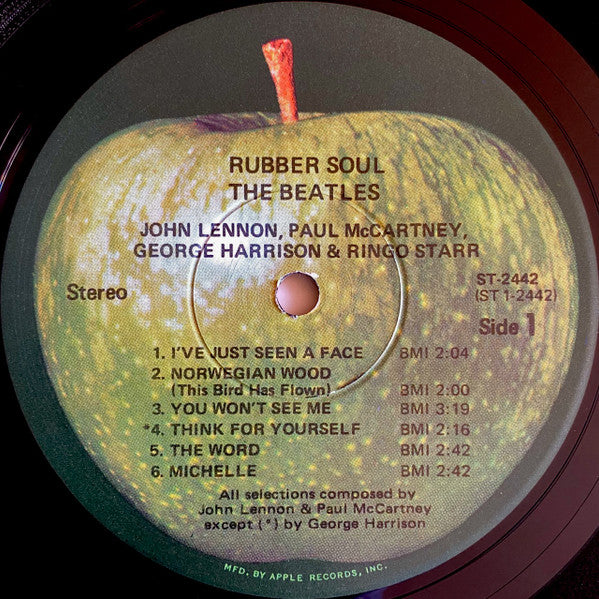 RUBBER SOUL
THE BEATLES
JOHN LENNON, PAUL McCARTNEY,
GEORGE HARRISON & RINGO STARR
Stereo
ST-2442
(ST 1-2442)
Side 1
1. I'VE JUST SEEN A FACE BMI 2:04
2. NORWEGIAN WOOD
(This Bird Has Flown) BMI 2:00
3. YOU WON'T SEE ME BMI 3:19
*4. THINK FOR YOURSELF BMI 2:16
5. THE WORD BMI 2:42
6. MICHELLE BMI 2:42
All selections composed by
John Lennon & Paul McCartney
except (*) by George Harrison
MFD. BY APPLE RECORDS, INC.